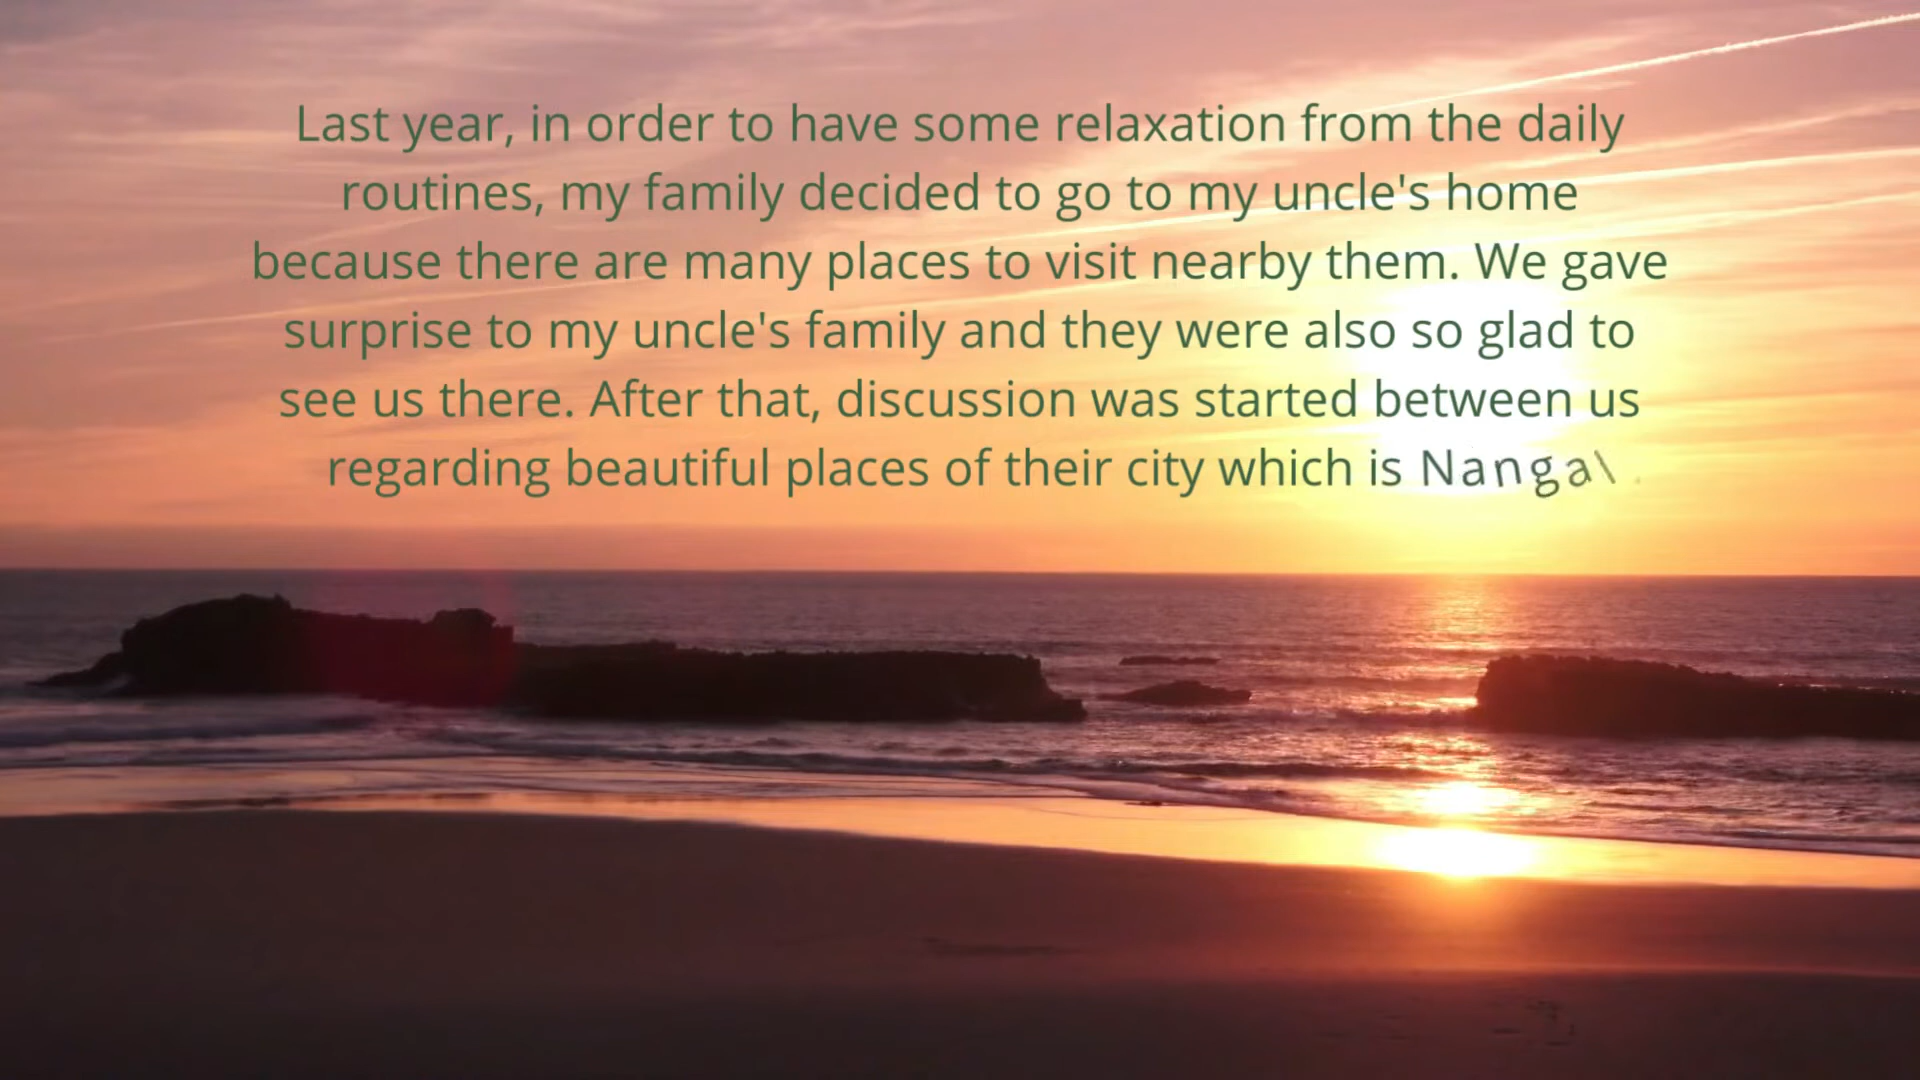 Last year, in order to have some relaxation from the daily
routines, my family decided to go to my uncle's home
because there are many places to visit nearby them. We gave
surprise to my uncle's family and they were also so glad to
see us there. After that, discussion was started between us
regarding beautiful places of their city which is Nangal.